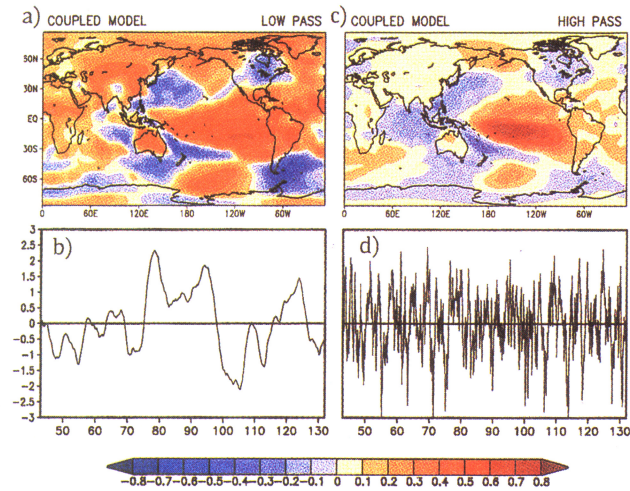 a) COUPLED MODEL LOW PASS
c) COUPLED MODEL HIGH PASS
30N
EQ
30S
60S
0 60E 120E 180 120W 60W
0 60E 120E 180 120W 60W
b)
3
2.5
2
1.5
1
0.5
0
-0.5
-1
-1.5
-2
-2.5
-3
50 60 70 80 90 100 110 120 130
d)
50 60 70 80 90 100 110 120 130
-0.8 -0.7 -0.6 -0.5 -0.4 -0.3 -0.2 -0.1 0 0.1 0.2 0.3 0.4 0.5 0.6 0.7 0.8